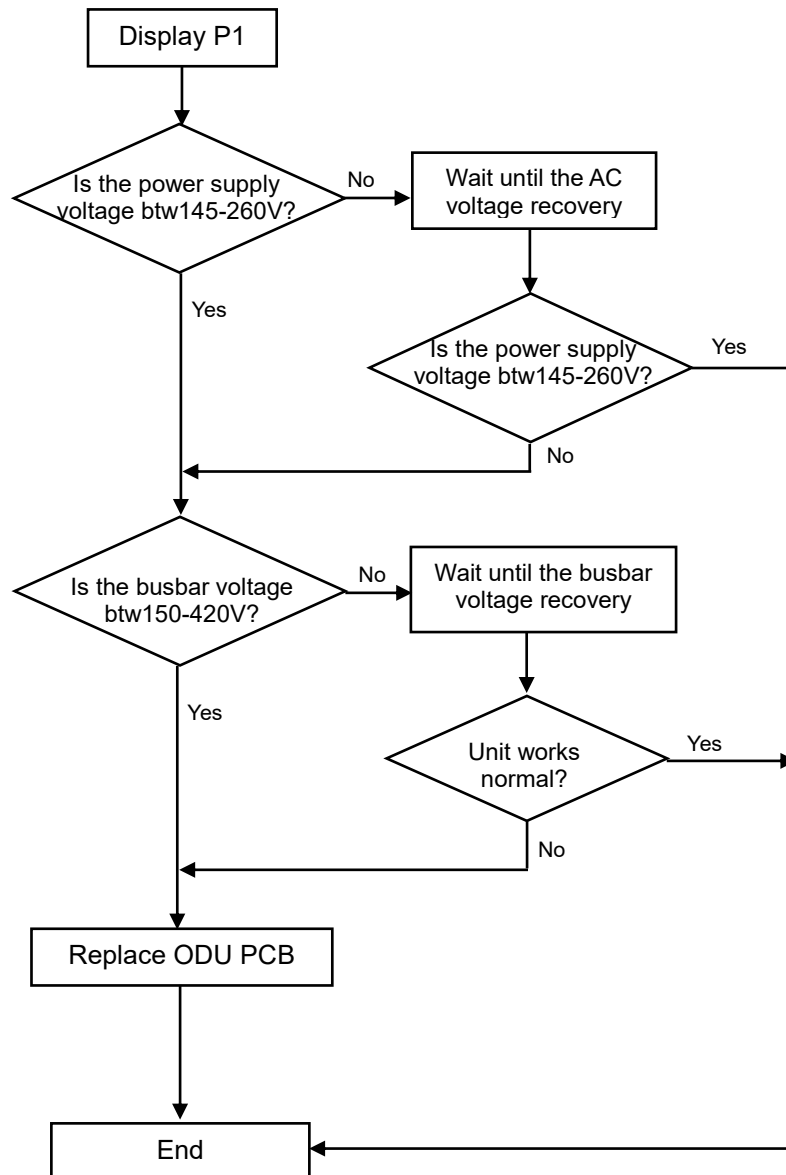 Display P1
Is the power supply
voltage btw145-260V?
No
Wait until the AC
voltage recovery
Yes
Is the power supply
voltage btw145-260V?
Yes
No
Is the busbar voltage
btw150-420V?
No
Wait until the busbar
voltage recovery
Yes
Unit works
normal?
Yes
No
Replace ODU PCB
End